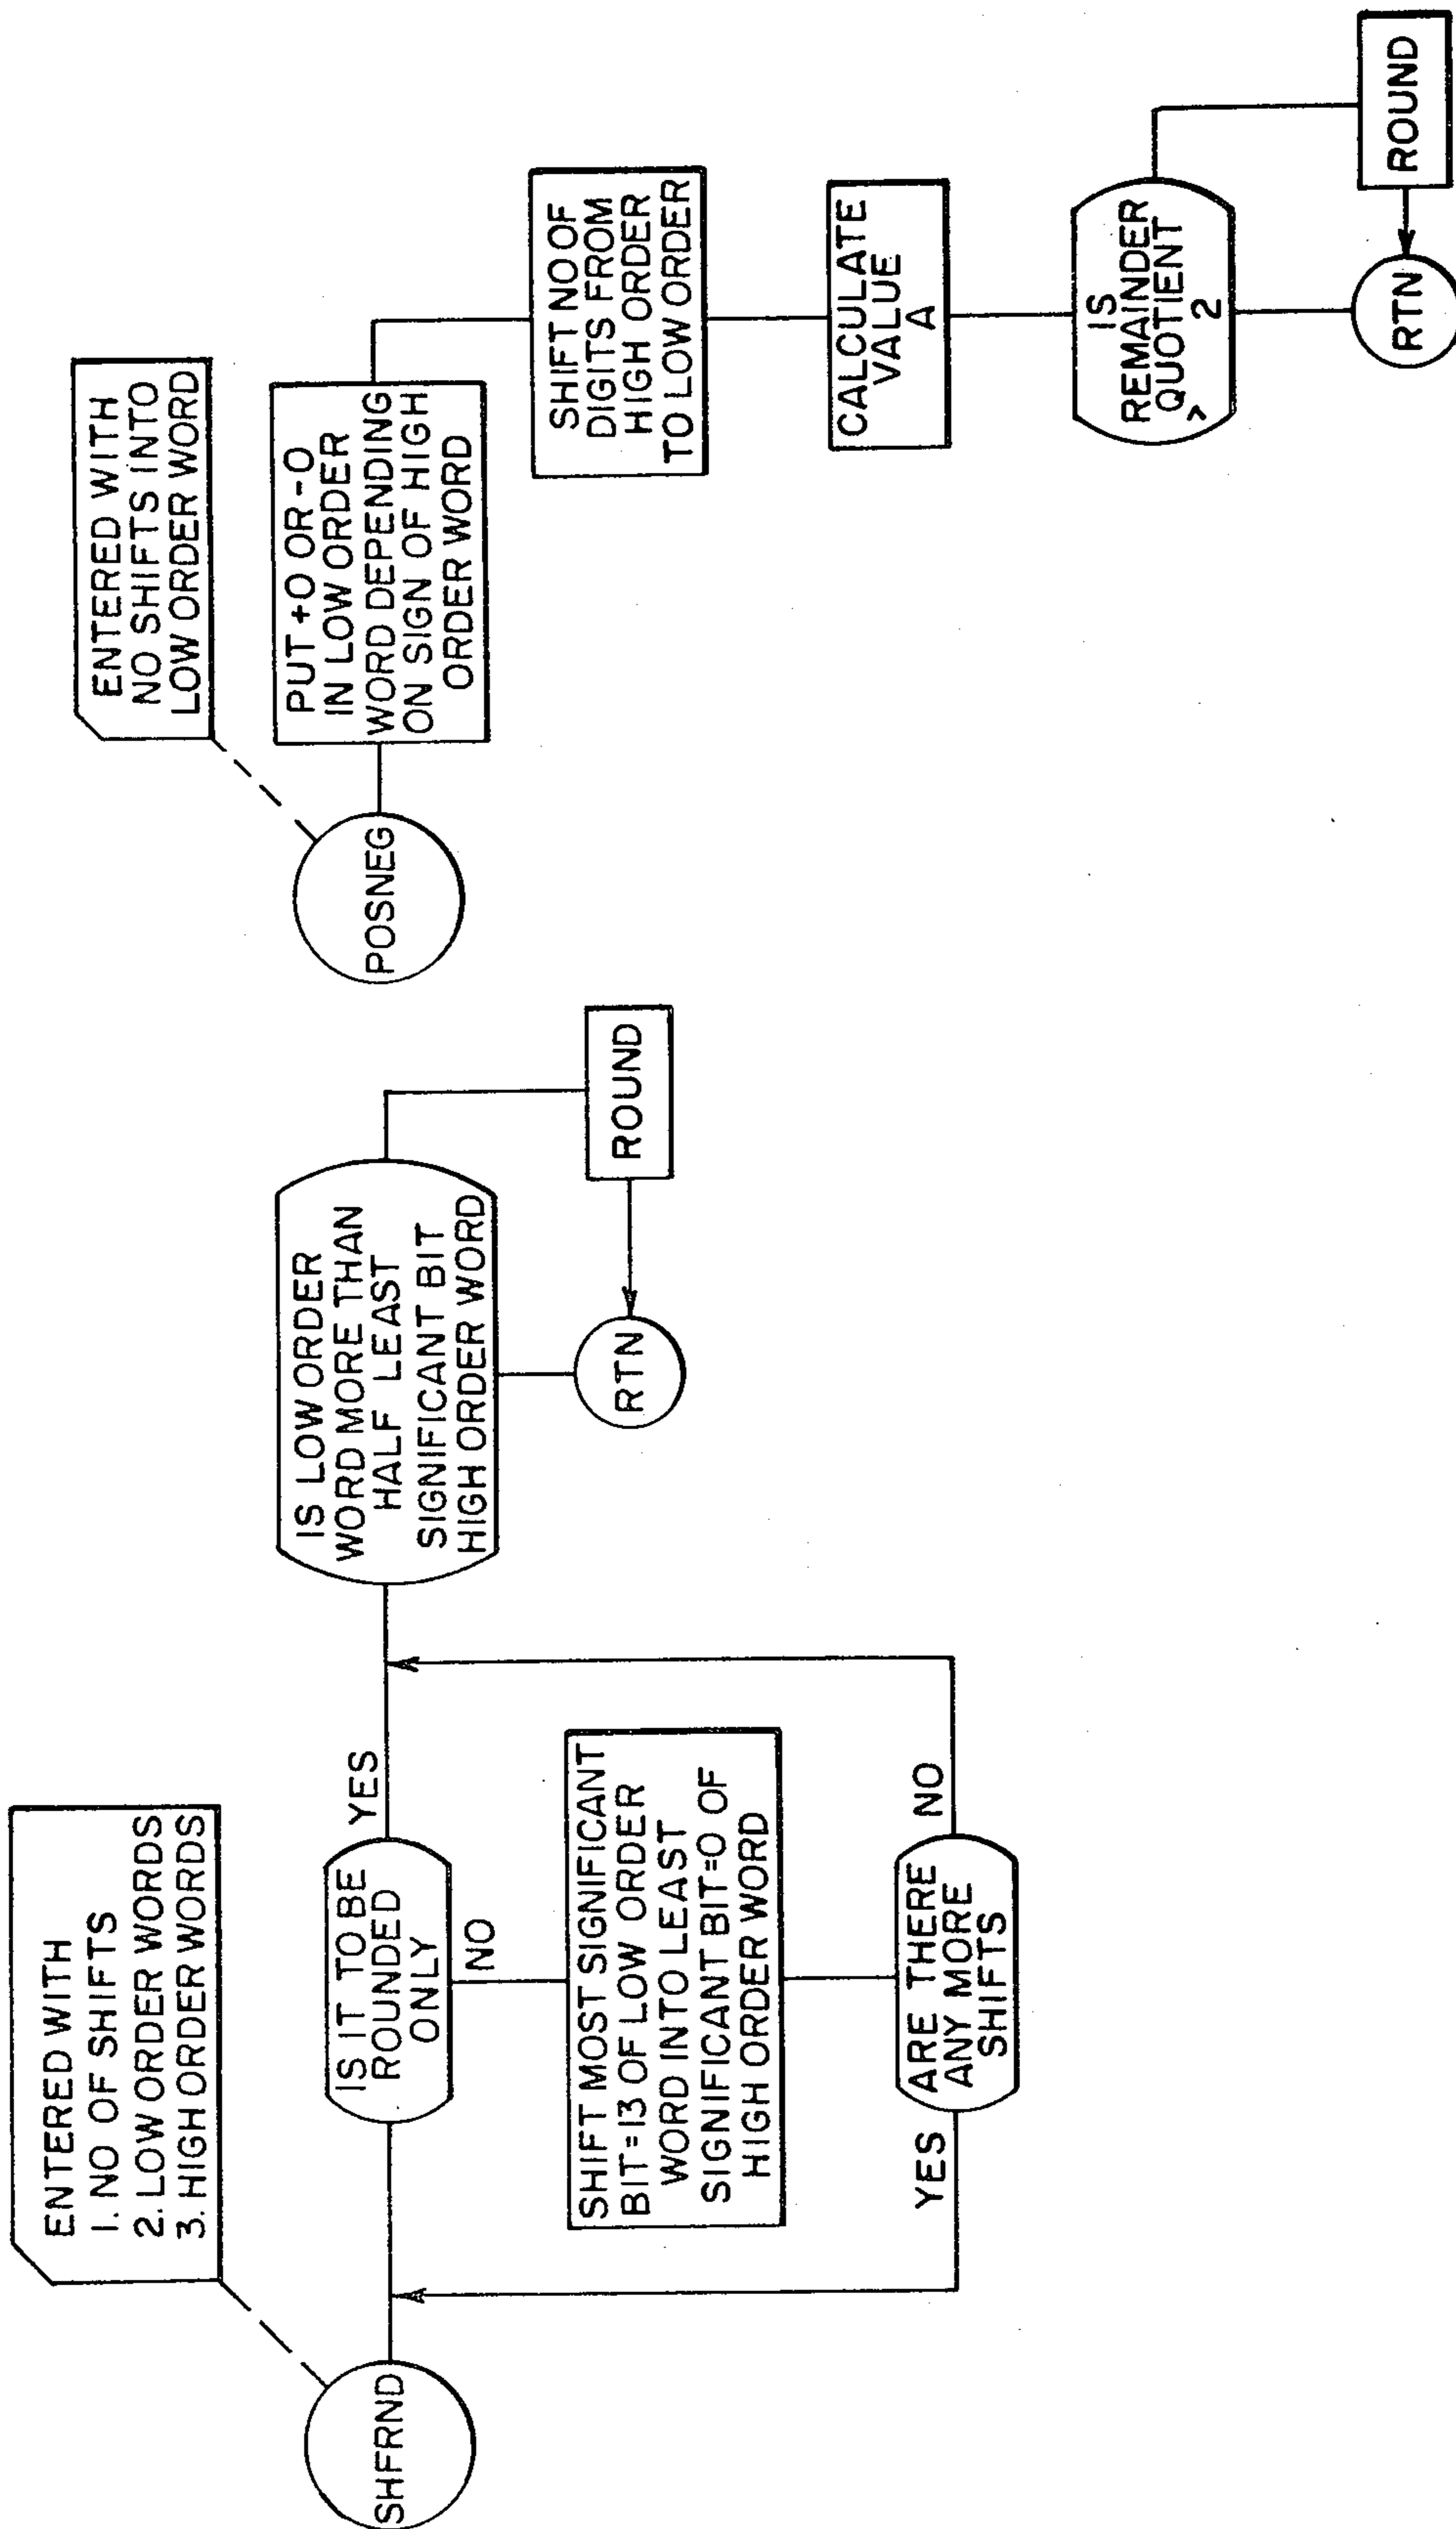 ENTERED WITH
1. NO OF SHIFTS
2. LOW ORDER WORDS
3. HIGH ORDER WORDS
SHFRND
IS IT TO BE
ROUNDED
ONLY
YES
NO
SHIFT MOST SIGNIFICANT
BIT=13 OF LOW ORDER
WORD INTO LEAST
SIGNIFICANT BIT=0 OF
HIGH ORDER WORD
ARE THERE
ANY MORE
SHIFTS
YES
NO
IS LOW ORDER
WORD MORE THAN
HALF LEAST
SIGNIFICANT BIT
HIGH ORDER WORD
RTN
ROUND
ENTERED WITH
NO SHIFTS INTO
LOW ORDER WORD
POSNEG
PUT +0 OR -0
IN LOW ORDER
WORD DEPENDING
ON SIGN OF HIGH
ORDER WORD
SHIFT NO OF
DIGITS FROM
HIGH ORDER
TO LOW ORDER
CALCULATE
VALUE
A
IS
REMAINDER
QUOTIENT
> 2
RTN
ROUND